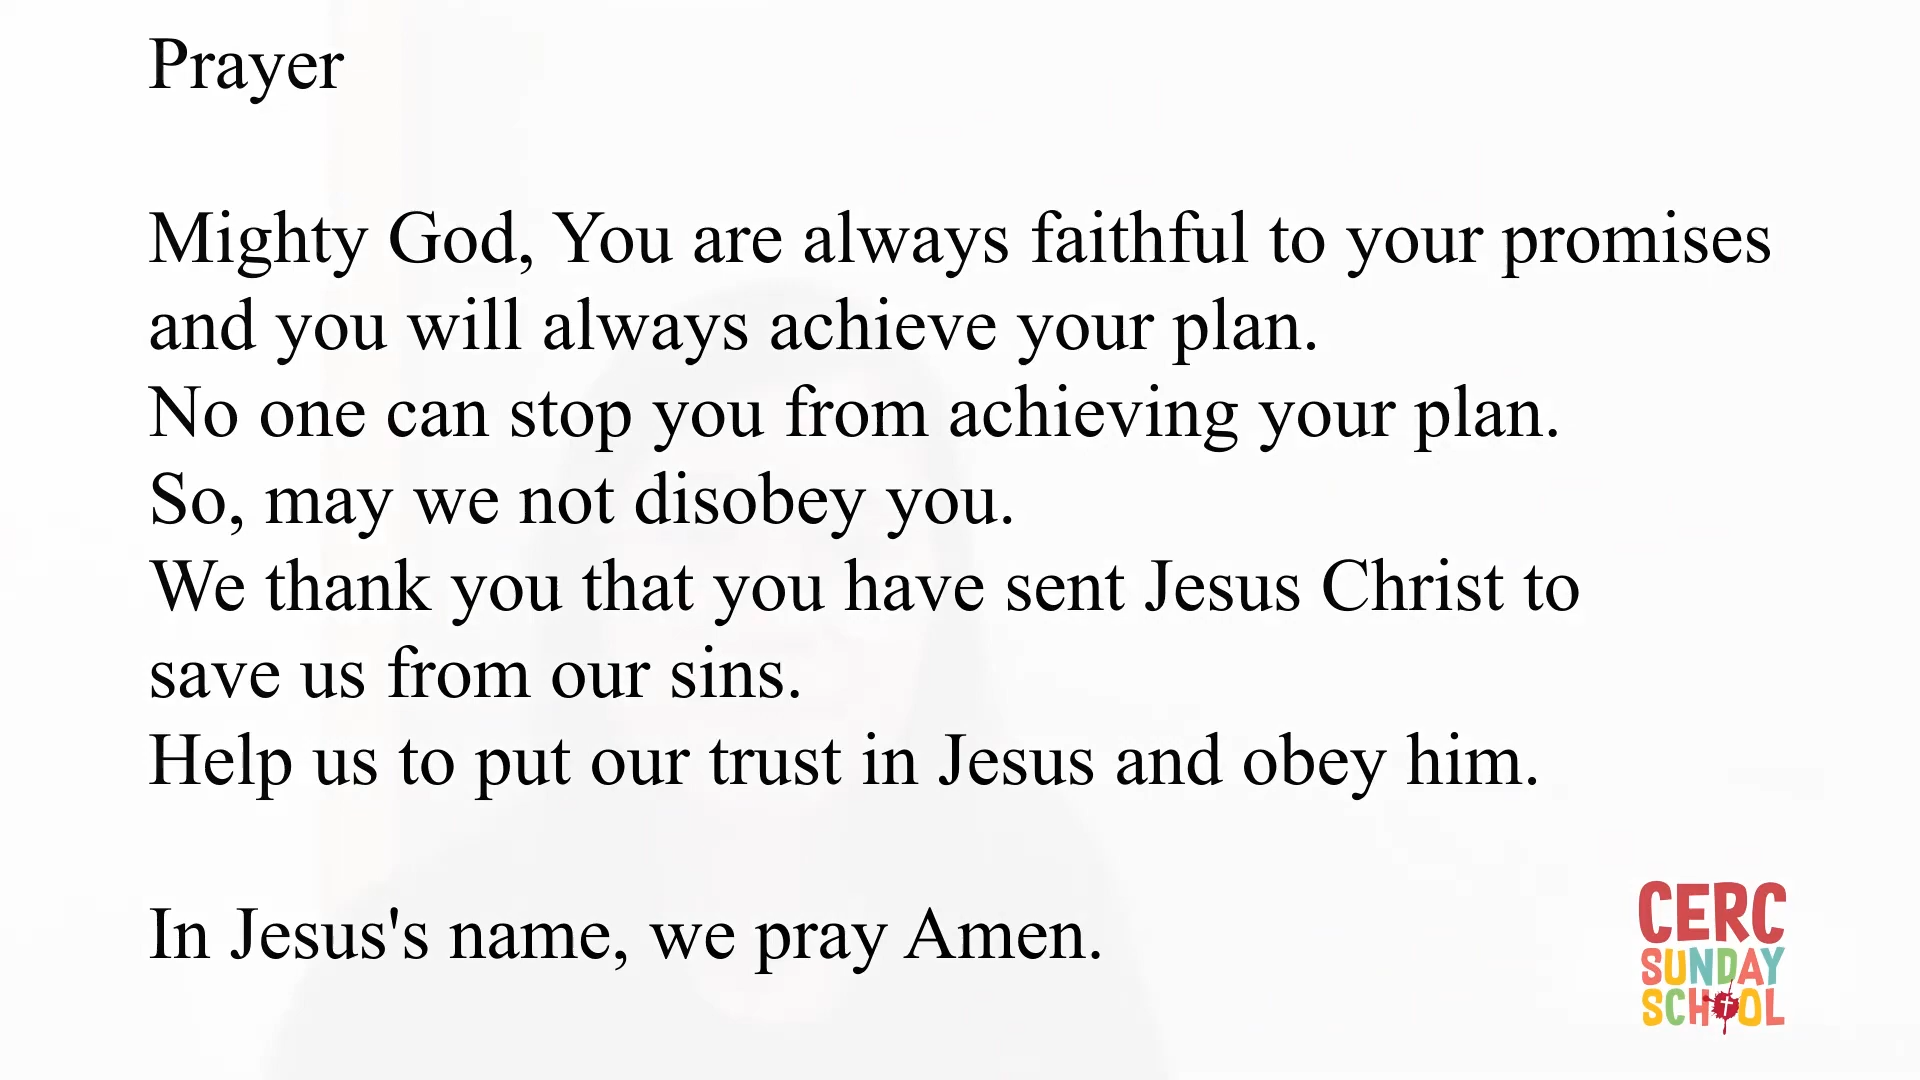 Prayer
Mighty God, You are always faithful to your promises
and you will always achieve your plan.
No one can stop you from achieving your plan.
So, may we not disobey you.
We thank you that you have sent Jesus Christ to
save us from our sins.
Help us to put our trust in Jesus and obey him.
In Jesus's name, we pray Amen.
CERC
SUNDAY
SCHOOL